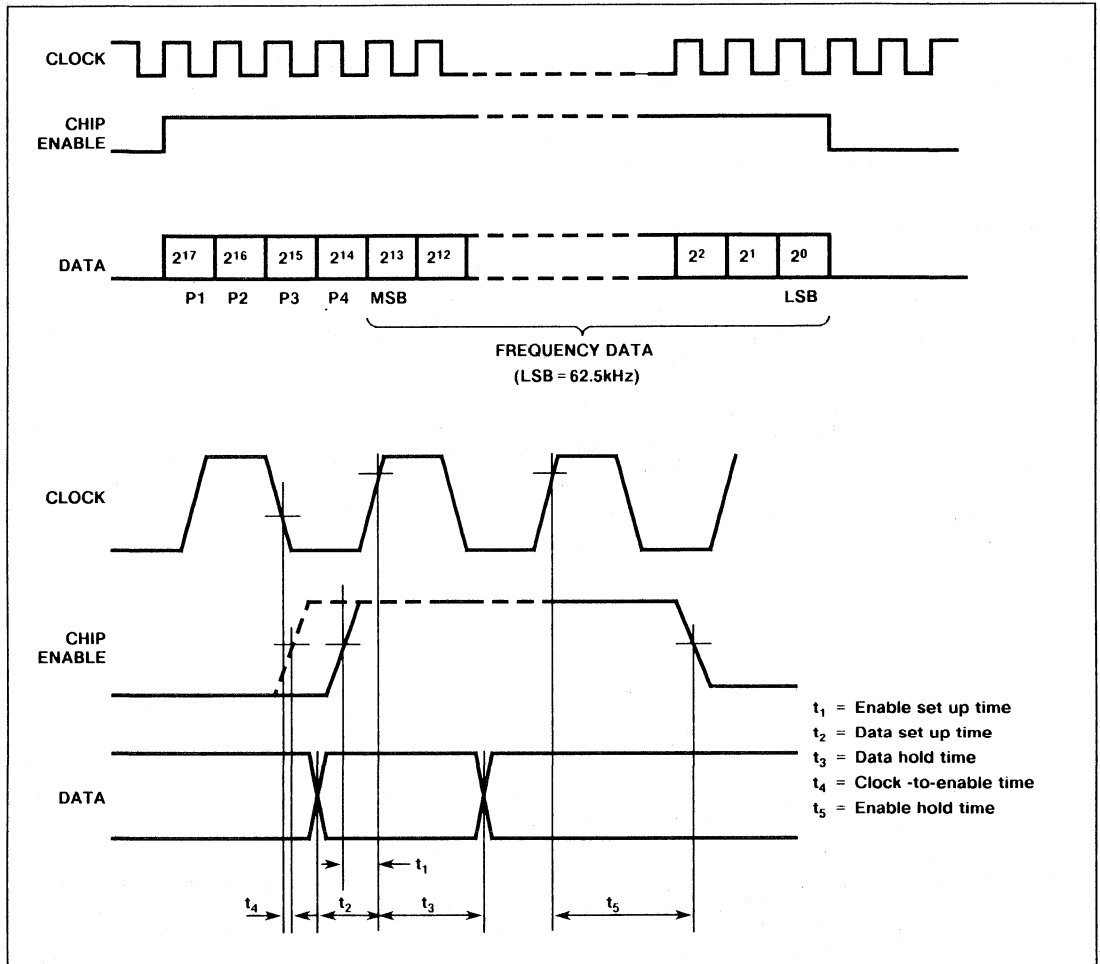 CLOCK
CHIP
ENABLE
DATA
2¹⁷ 2¹⁶ 2¹⁵ 2¹⁴ 2¹³ 2¹² 2² 2¹ 2⁰
P1 P2 P3 P4 MSB LSB
FREQUENCY DATA
(LSB = 62.5kHz)
CLOCK
CHIP
ENABLE
DATA
t₁ = Enable set up time
t₂ = Data set up time
t₃ = Data hold time
t₄ = Clock -to-enable time
t₅ = Enable hold time
t₁
t₄ t₂ t₃ t₅